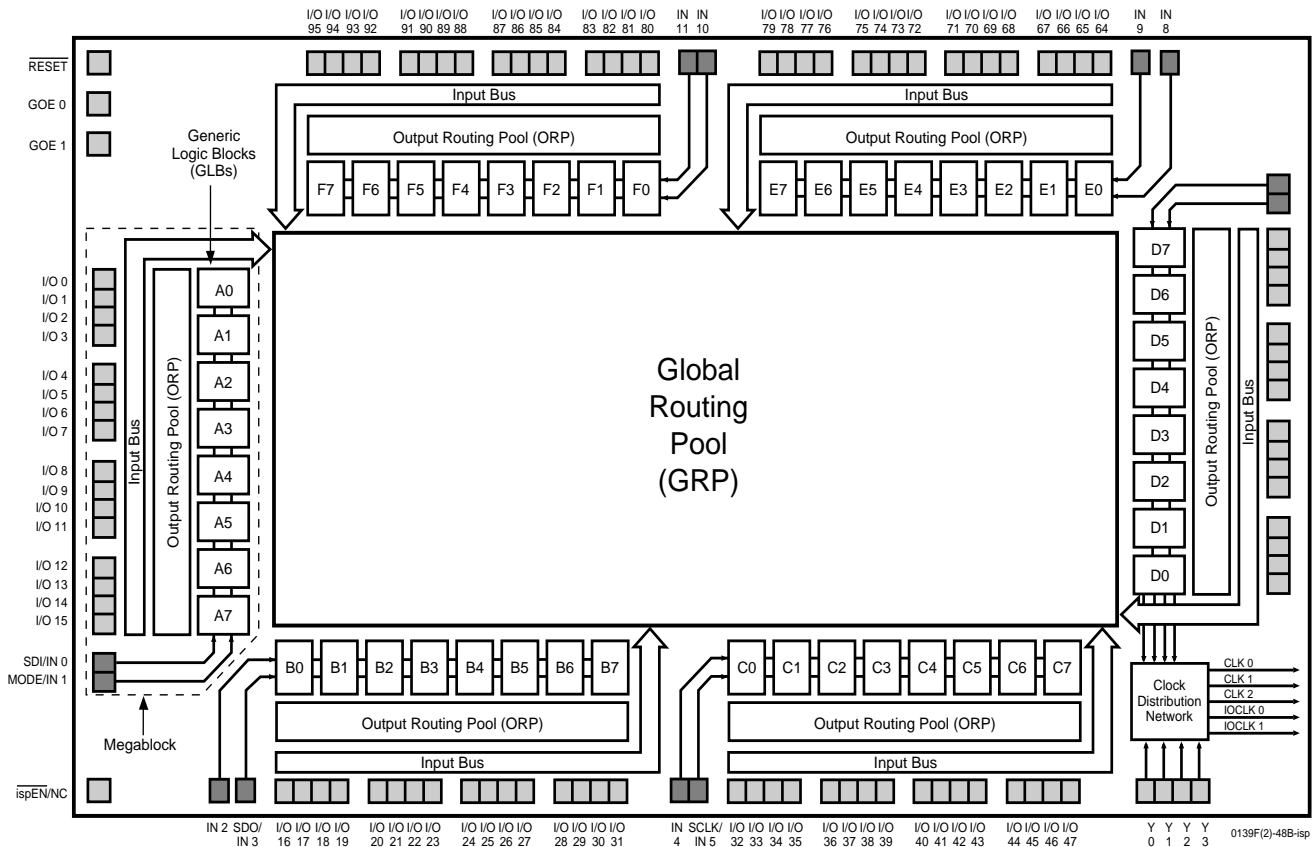 I/O I/O I/O I/O
95 94 93 92
I/O I/O I/O I/O
91 90 89 88
I/O I/O I/O I/O
87 86 85 84
I/O I/O I/O I/O
83 82 81 80
IN IN
11 10
I/O I/O I/O I/O
79 78 77 76
I/O I/O I/O I/O
75 74 73 72
I/O I/O I/O I/O
71 70 69 68
I/O I/O I/O I/O
67 66 65 64
IN IN
9 8
RESET
GOE 0
GOE 1
Generic
Logic Blocks
(GLBs)
Input Bus
Output Routing Pool (ORP)
F7 F6 F5 F4 F3 F2 F1 F0
Input Bus
Output Routing Pool (ORP)
E7 E6 E5 E4 E3 E2 E1 E0
I/O 0
I/O 1
I/O 2
I/O 3
I/O 4
I/O 5
I/O 6
I/O 7
I/O 8
I/O 9
I/O 10
I/O 11
I/O 12
I/O 13
I/O 14
I/O 15
SDI/IN 0
MODE/IN 1
Input Bus
Output Routing Pool (ORP)
A0
A1
A2
A3
A4
A5
A6
A7
Megablock
Global
Routing
Pool
(GRP)
D7
D6
D5
D4
D3
D2
D1
D0
Output Routing Pool (ORP)
Input Bus
B0 B1 B2 B3 B4 B5 B6 B7
Output Routing Pool (ORP)
Input Bus
C0 C1 C2 C3 C4 C5 C6 C7
Output Routing Pool (ORP)
Input Bus
Clock
Distribution
Network
CLK 0
CLK 1
CLK 2
IOCLK 0
IOCLK 1
ispEN/NC
IN 2
SDO/
IN 3
I/O I/O I/O I/O
16 17 18 19
I/O I/O I/O I/O
20 21 22 23
I/O I/O I/O I/O
24 25 26 27
I/O I/O I/O I/O
28 29 30 31
IN
4
SCLK/
IN 5
I/O I/O I/O I/O
32 33 34 35
I/O I/O I/O I/O
36 37 38 39
I/O I/O I/O I/O
40 41 42 43
I/O I/O I/O I/O
44 45 46 47
Y Y Y Y
0 1 2 3
0139F(2)-48B-isp